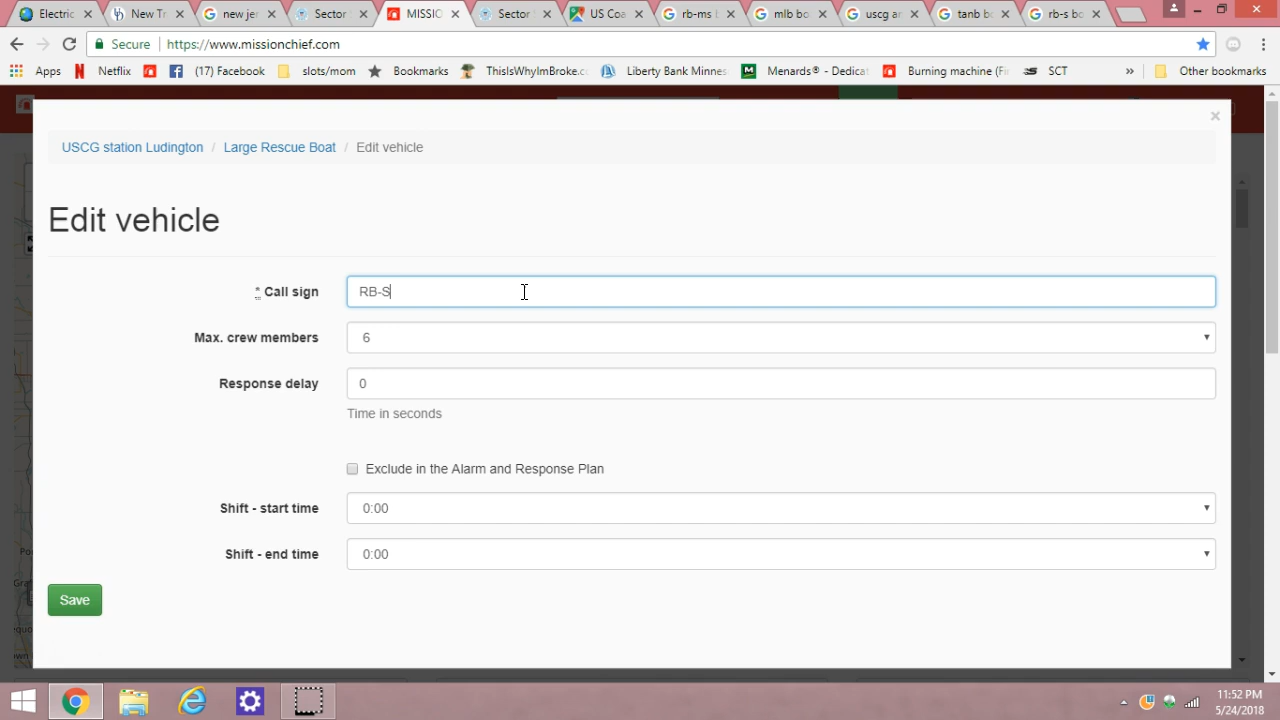 Electric
New Tr
new jer
Sector
MISSIO
Sector
US Coa
rb-ms b
mlb bo
uscg ar
tanb bo
rb-s bo
Secure https://www.missionchief.com
Apps Netflix (17) Facebook slots/mom Bookmarks ThisIsWhyImBroke.c Liberty Bank Minnes Menards® - Dedicat Burning machine (Fi SCT » Other bookmarks
USCG station Ludington / Large Rescue Boat / Edit vehicle
Edit vehicle
* Call sign RB-S
Max. crew members 6
Response delay 0
Time in seconds
Exclude in the Alarm and Response Plan
Shift - start time 0:00
Shift - end time 0:00
Save
11:52 PM
5/24/2018